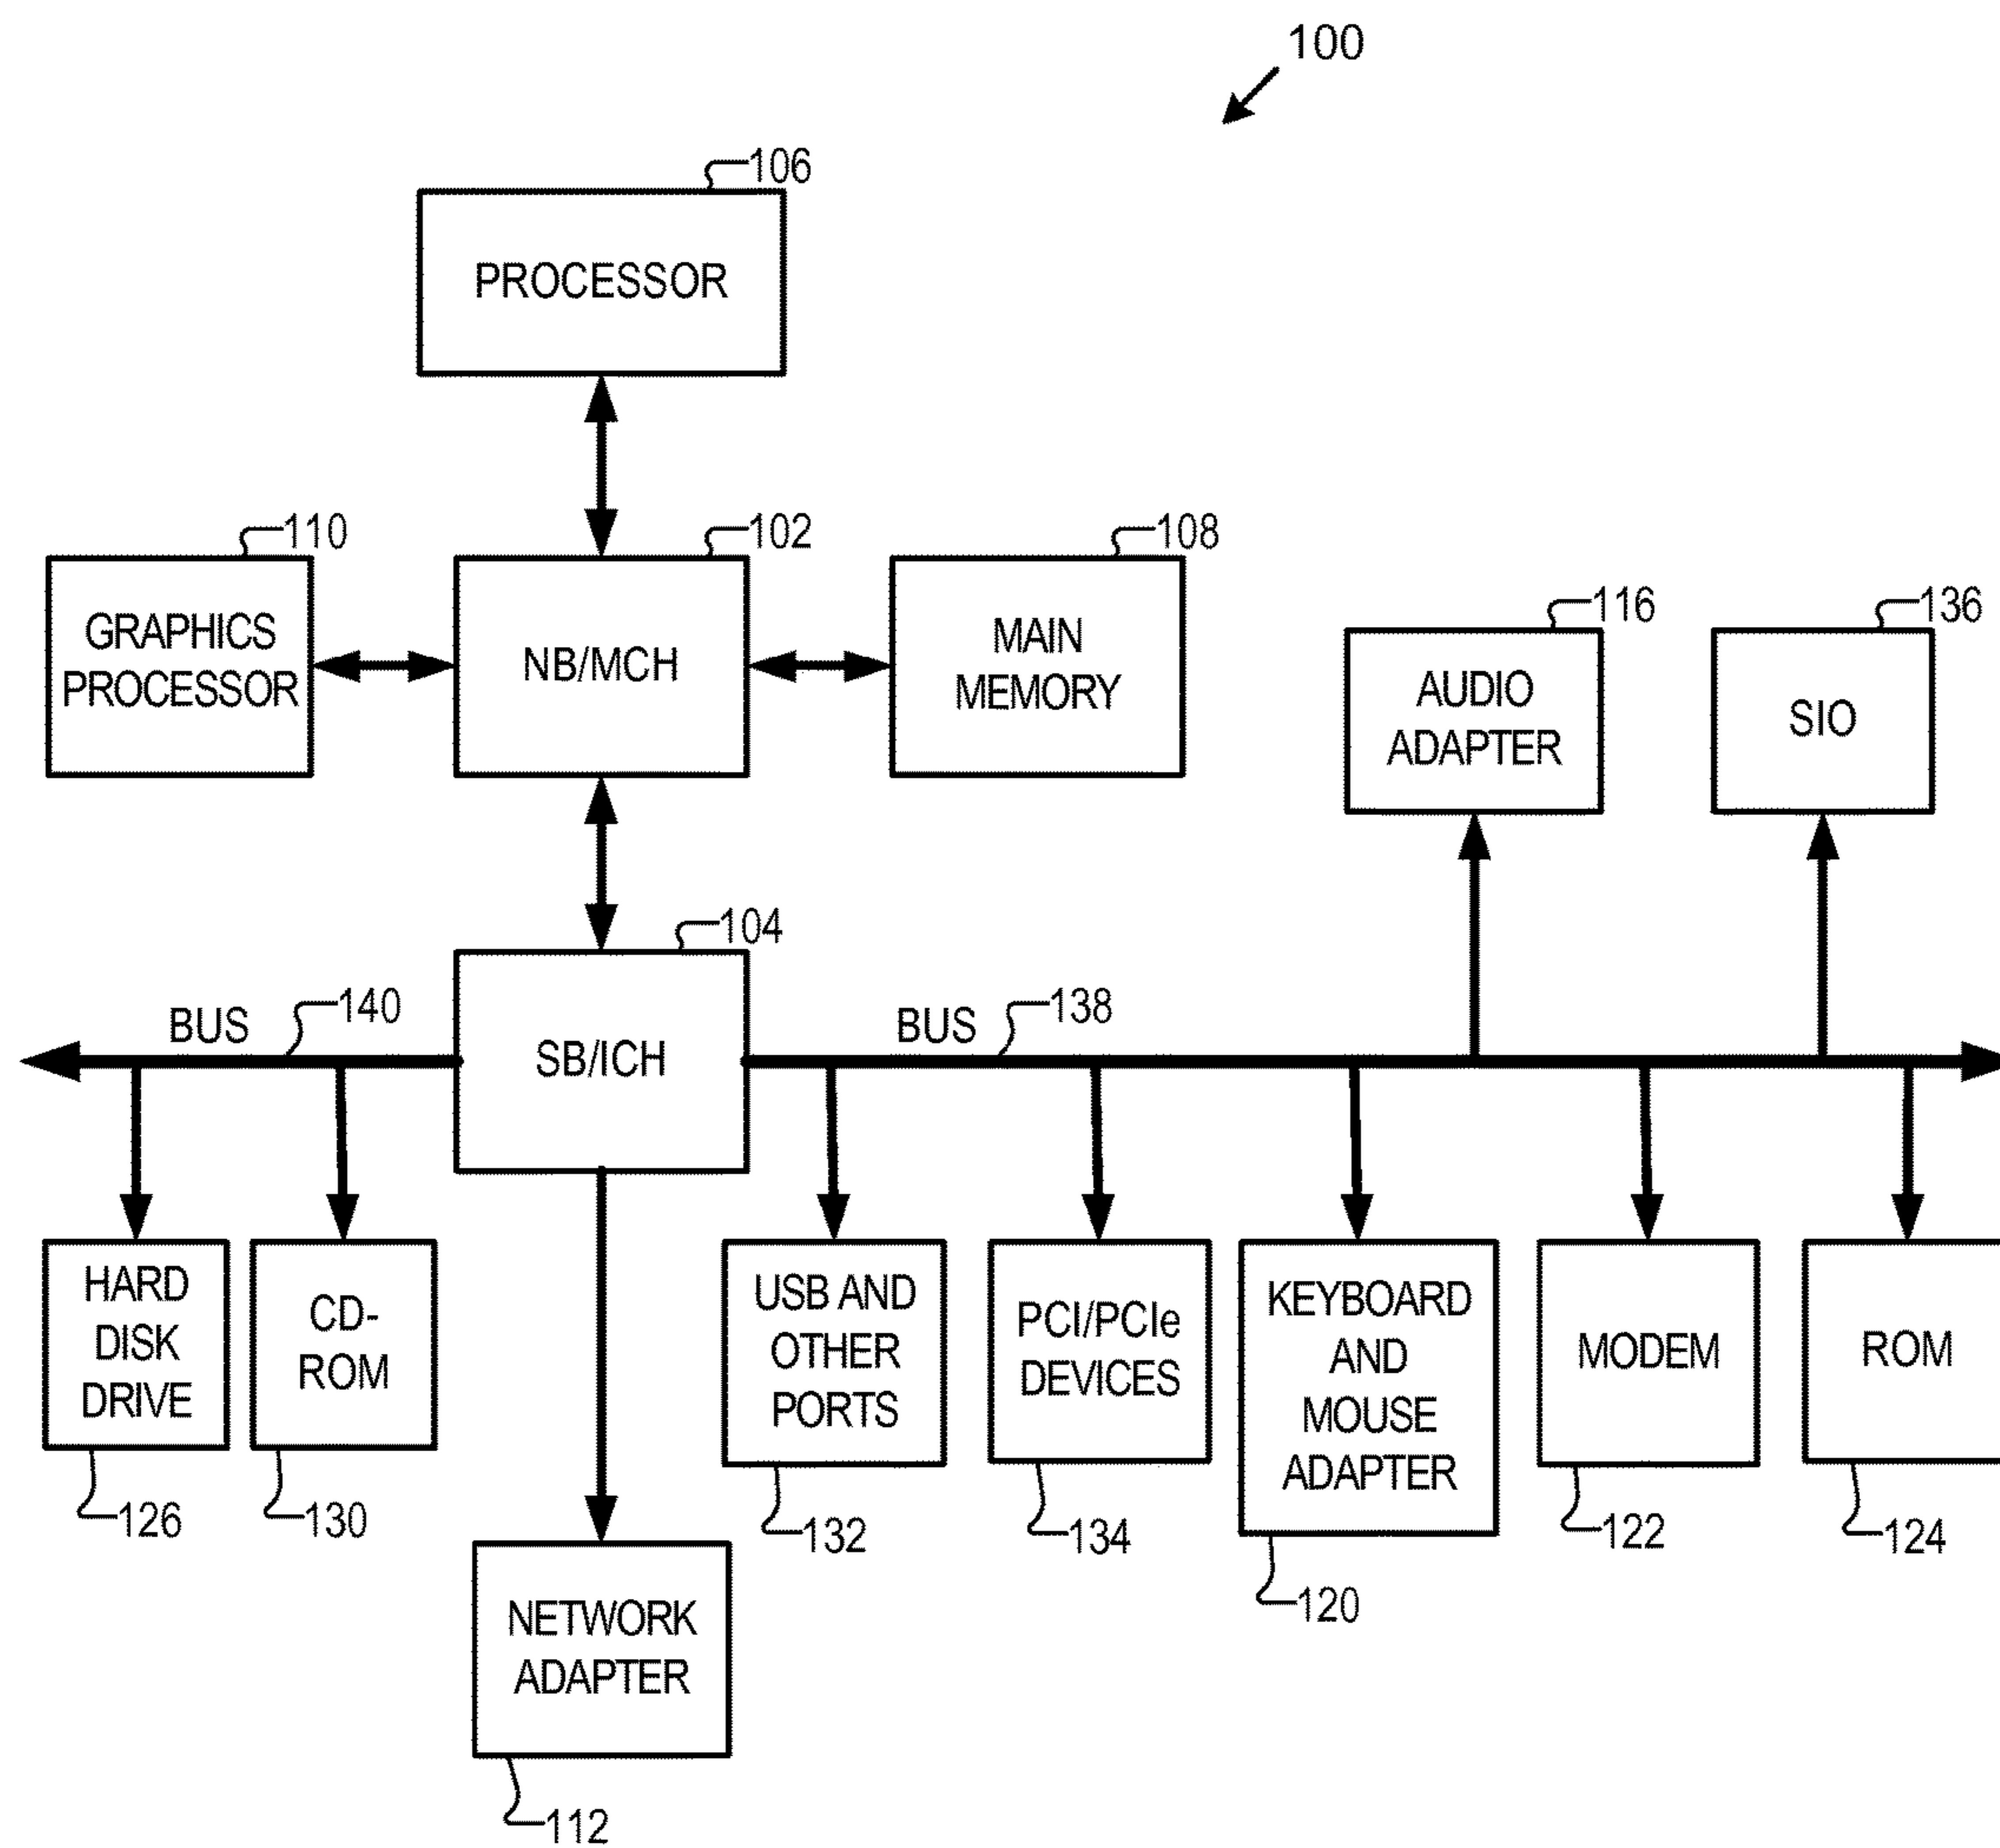 100
106
PROCESSOR
110
102
108
GRAPHICS
PROCESSOR
NB/MCH
MAIN
MEMORY
116
136
AUDIO
ADAPTER
SIO
104
BUS
140
SB/ICH
BUS
138
HARD
DISK
DRIVE
CD-
ROM
USB AND
OTHER
PORTS
PCI/PCIe
DEVICES
KEYBOARD
AND
MOUSE
ADAPTER
MODEM
ROM
126
130
132
134
120
122
124
NETWORK
ADAPTER
112